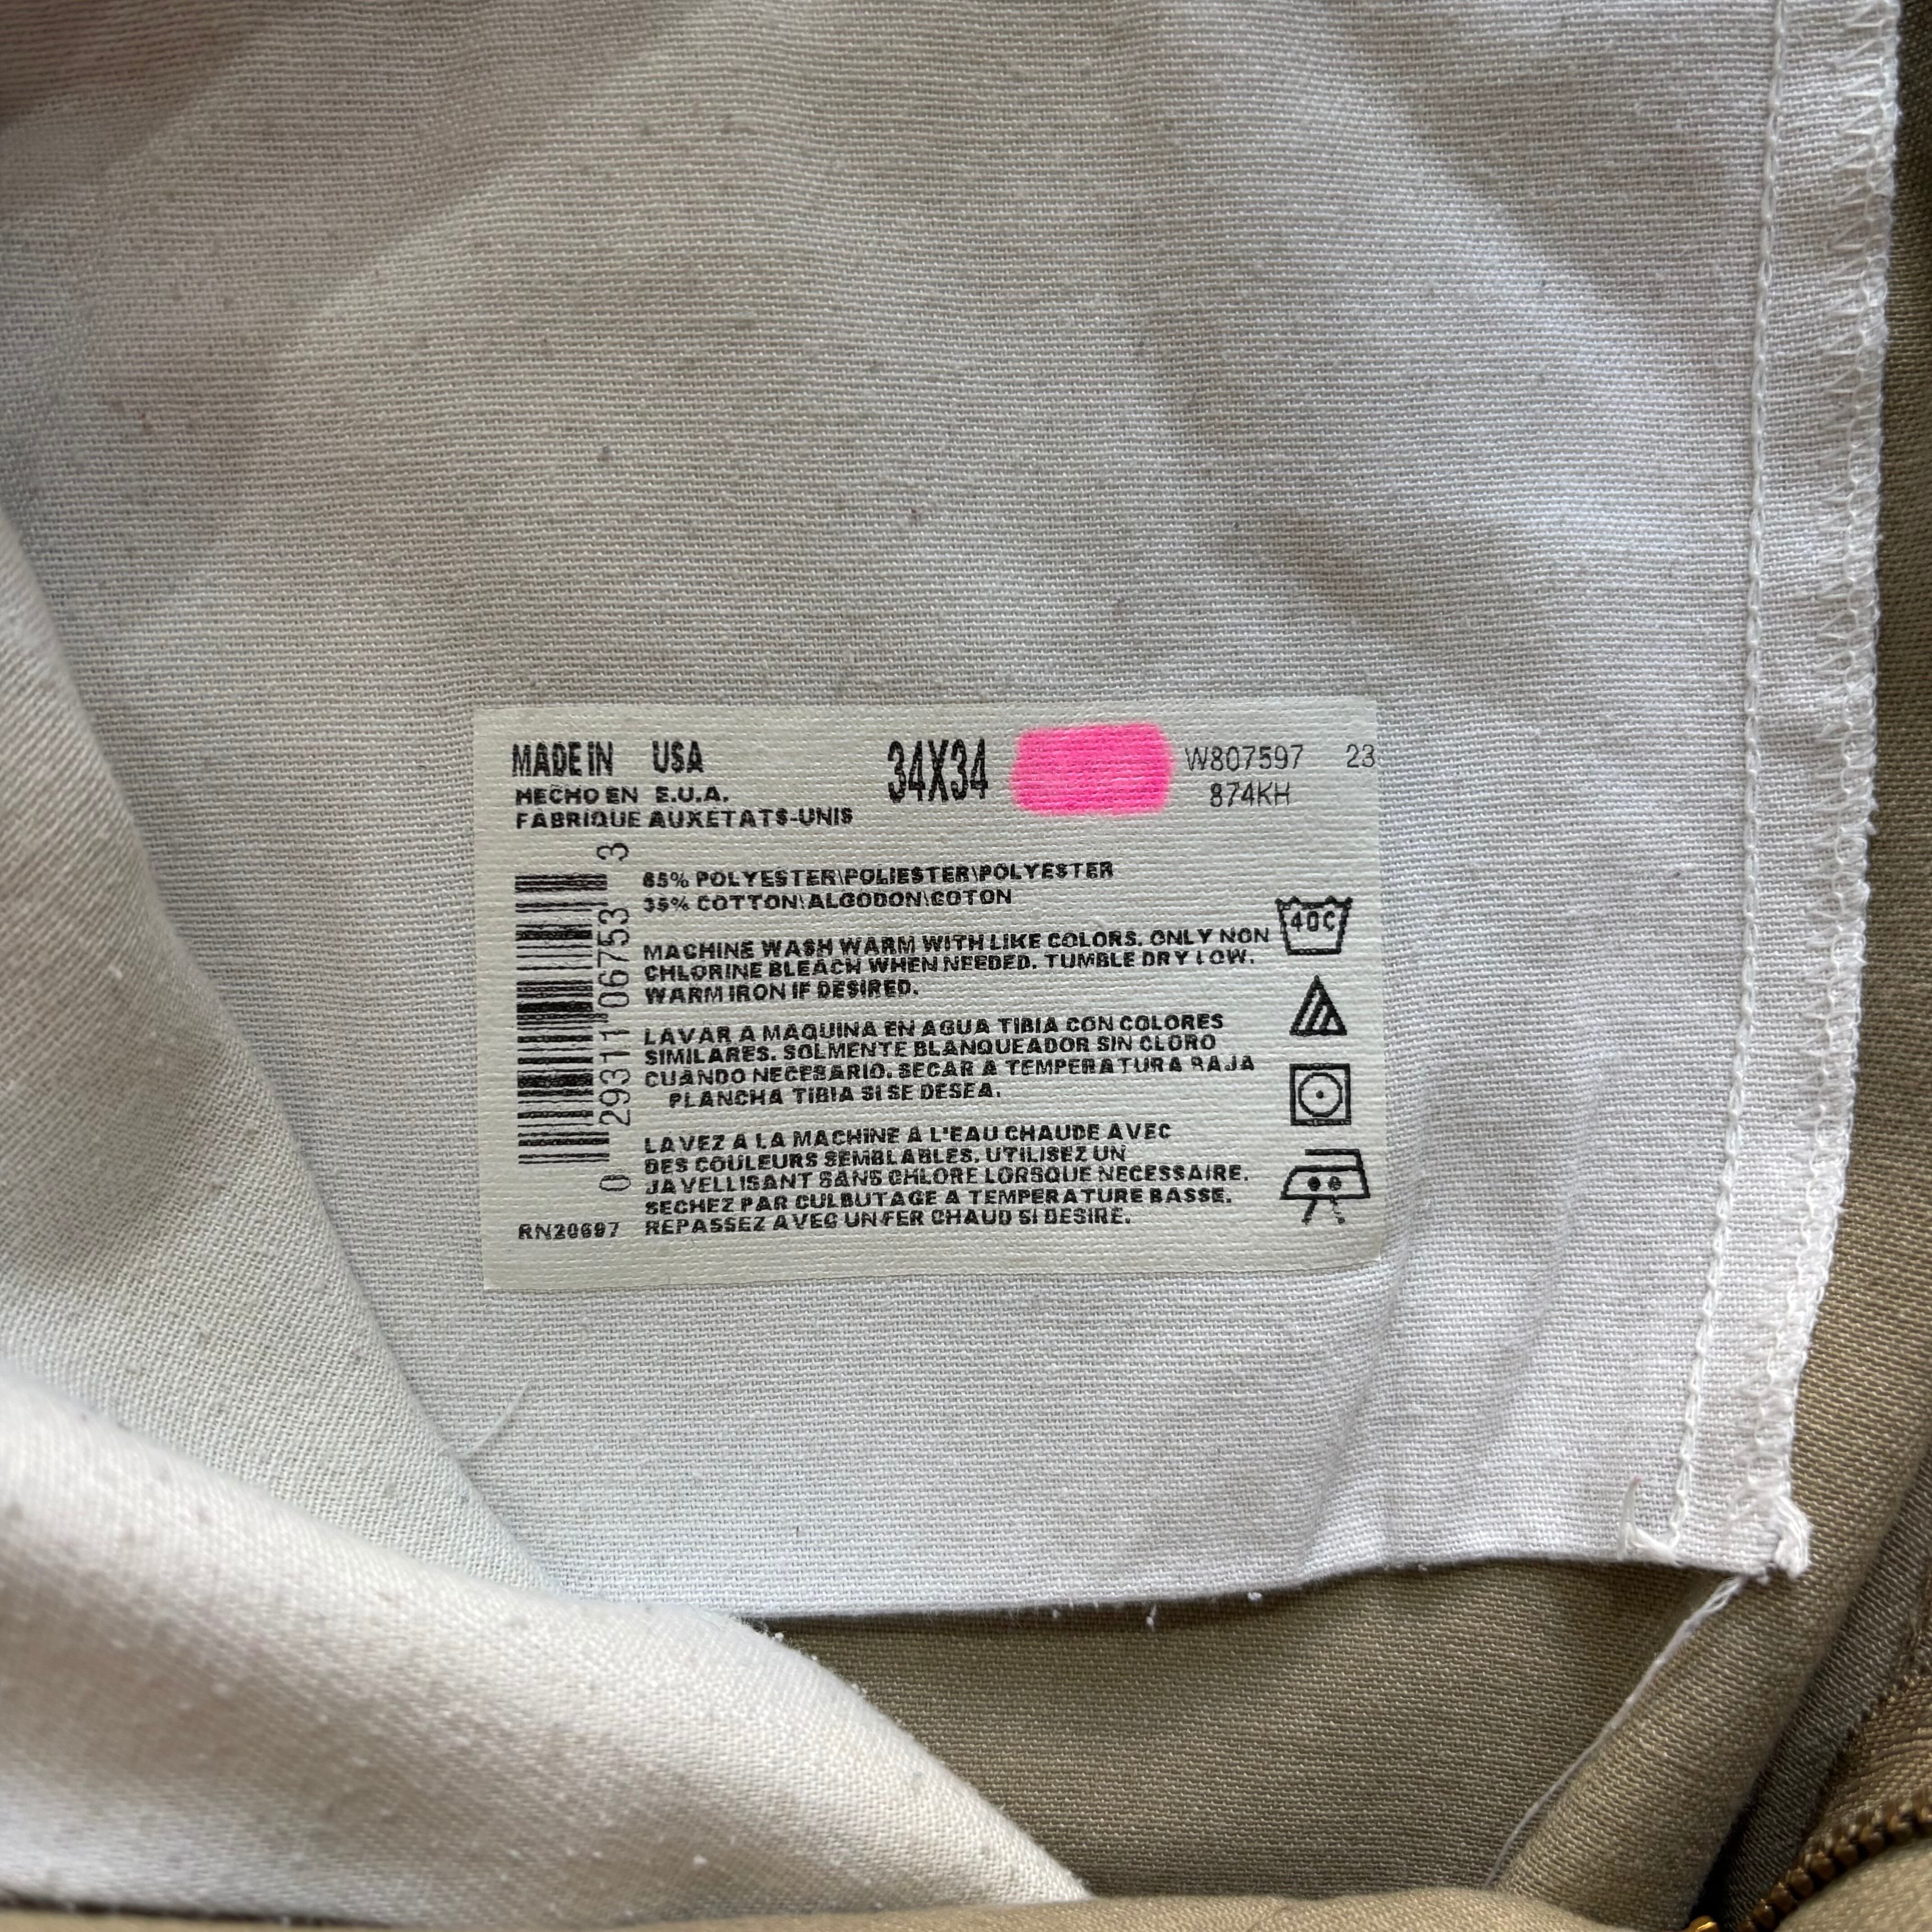 MADE IN USA
HECHO EN E.U.A.
FABRIQUE AUX ETATS-UNIS
34X34
W807597 23
874KH
0 29311 06753 3
65% POLYESTER\POLIESTER\POLYESTER
35% COTTON\ALGODON\COTON
MACHINE WASH WARM WITH LIKE COLORS. ONLY NON
CHLORINE BLEACH WHEN NEEDED. TUMBLE DRY LOW.
WARM IRON IF DESIRED.
LAVAR A MAQUINA EN AGUA TIBIA CON COLORES
SIMILARES. SOLMENTE BLANQUEADOR SIN CLORO
CUANDO NECESARIO. SECAR A TEMPERATURA BAJA
PLANCHA TIBIA SI SE DESEA.
LAVEZ A LA MACHINE A L'EAU CHAUDE AVEC
DES COULEURS SEMBLABLES. UTILISEZ UN
JAVELLISANT SANS CHLORE LORSQUE NECESSAIRE.
SECHEZ PAR CULBUTAGE A TEMPERATURE BASSE.
REPASSEZ AVEC UN FER CHAUD SI DESIRE.
RN20697
40C